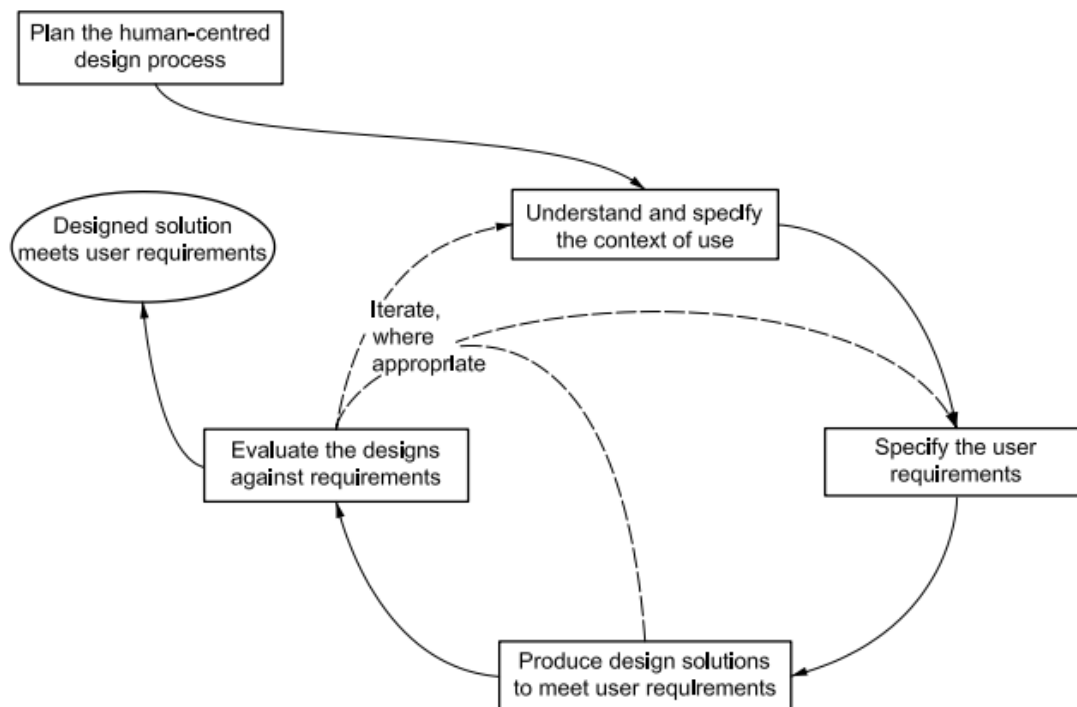 Plan the human-centred
design process
Designed solution
meets user requirements
Understand and specify
the context of use
Iterate,
where
appropriate
Evaluate the designs
against requirements
Specify the user
requirements
Produce design solutions
to meet user requirements